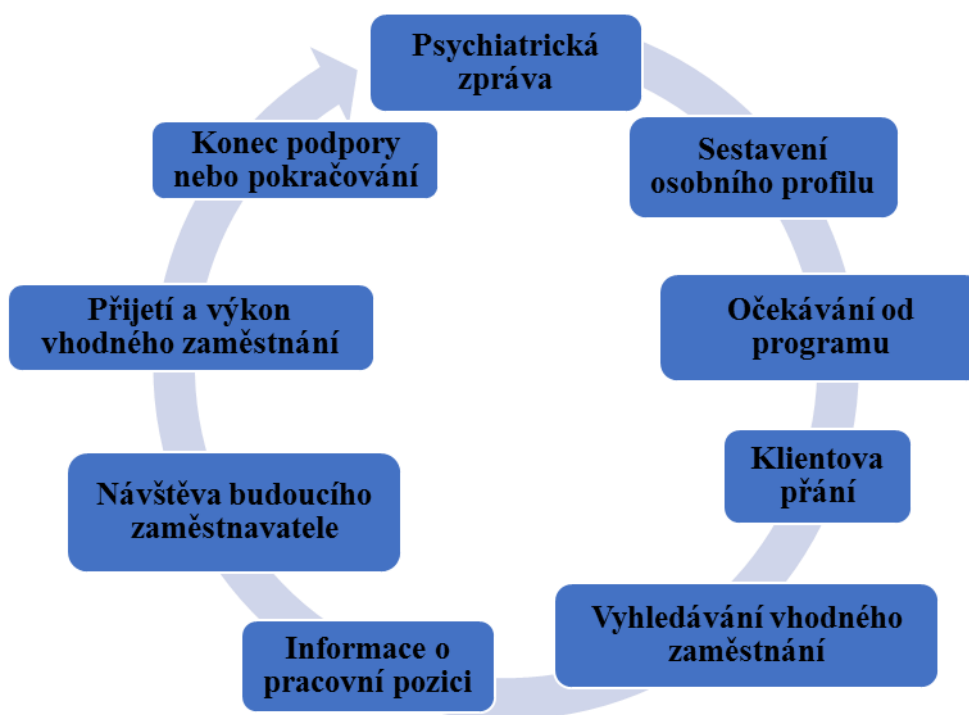 Psychiatrická
zpráva
Sestavení
osobního profilu
Očekávání od
programu
Klientova
přání
Vyhledávání vhodného
zaměstnání
Informace o
pracovní pozici
Návštěva budoucího
zaměstnavatele
Přijetí a výkon
vhodného zaměstnání
Konec podpory
nebo pokračování